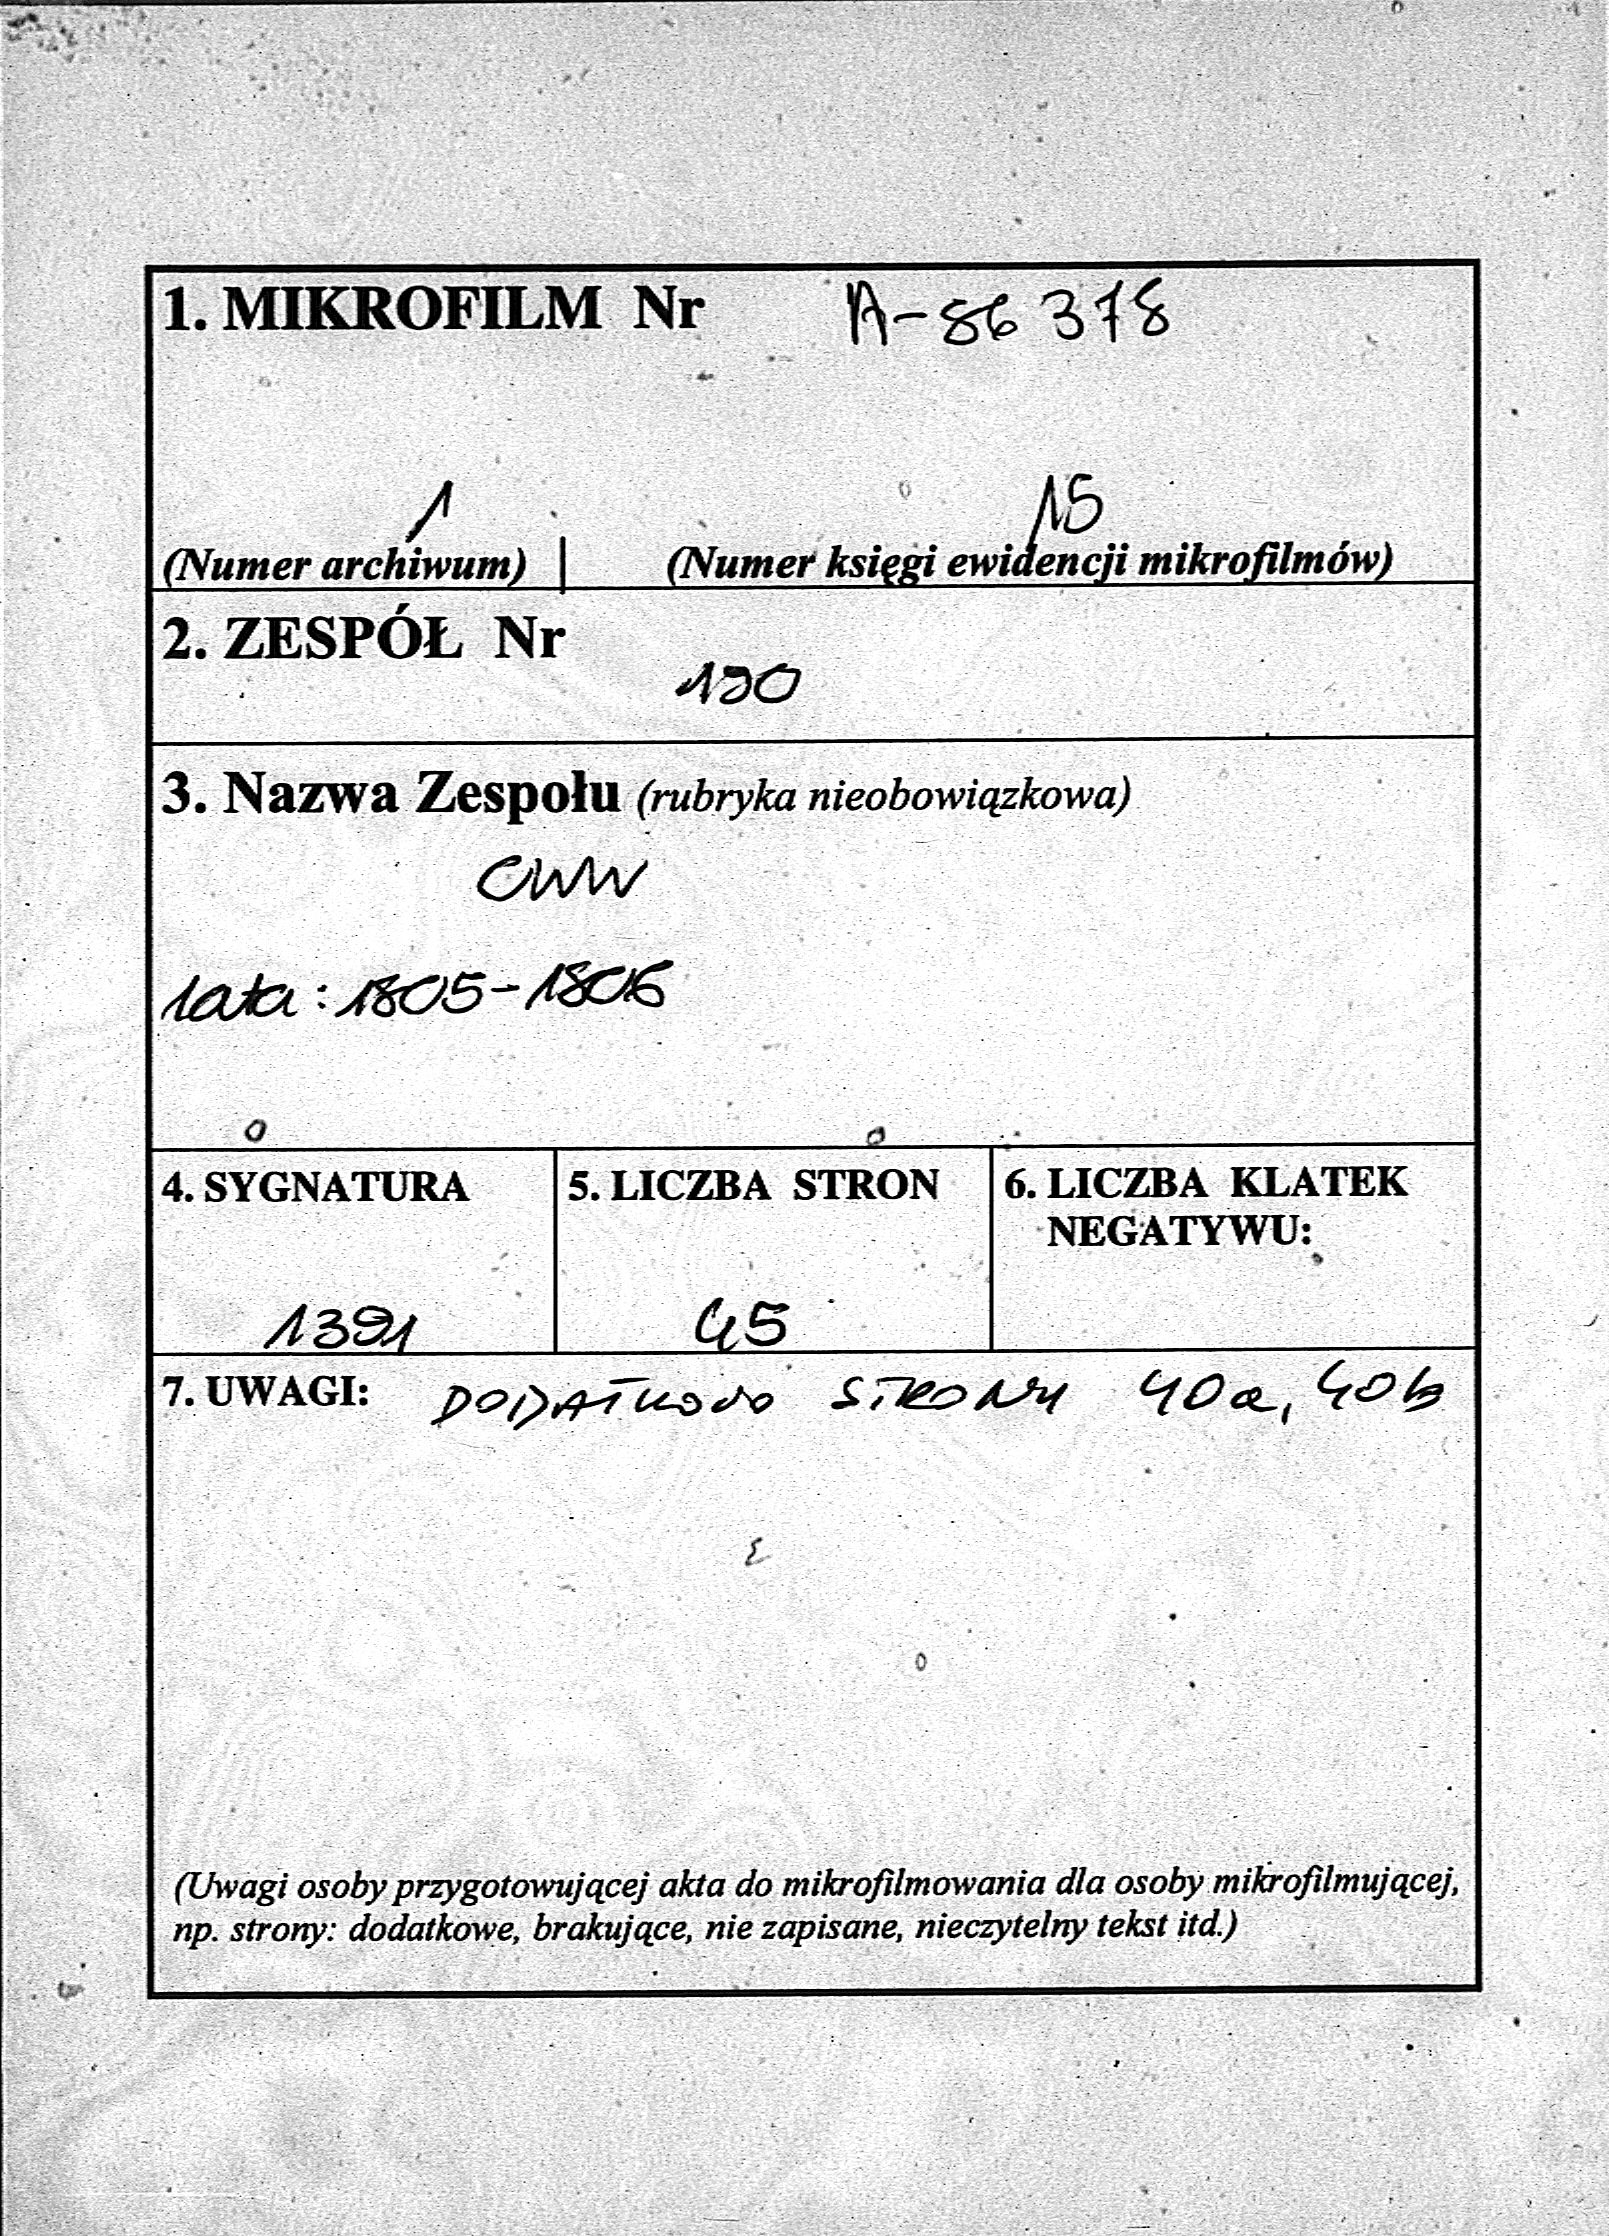 1. MIKROFILM Nr A-86 378
1 15
(Numer archiwum) | (Numer księgi ewidencji mikrofilmów)
2. ZESPÓŁ Nr
190
3. Nazwa Zespołu (rubryka nieobowiązkowa)
CWW
lata : 1805-1806
4. SYGNATURA 5. LICZBA STRON 6. LICZBA KLATEK
NEGATYWU:
1391 45
7. UWAGI: DODATKOWO STRONY 40a, 40b
(Uwagi osoby przygotowującej akta do mikrofilmowania dla osoby mikrofilmującej,
np. strony: dodatkowe, brakujące, nie zapisane, nieczytelny tekst itd.)